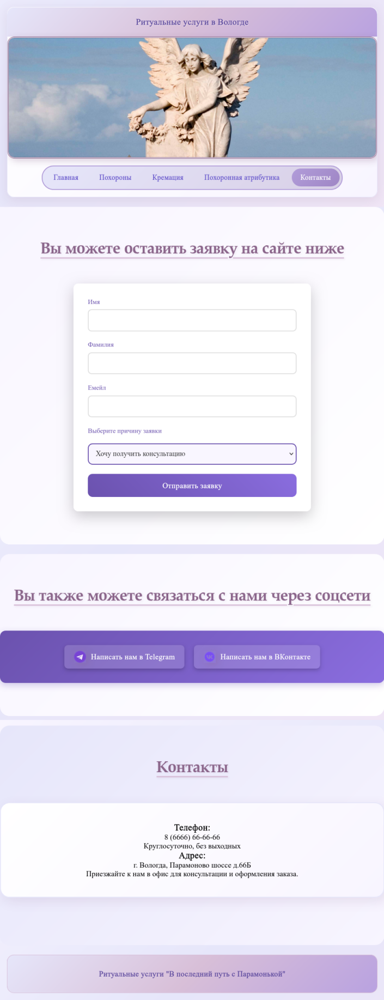 Ритуальные услуги в Вологде
Главная Похороны Кремация Похоронная атрибутика Контакты
Вы можете оставить заявку на сайте ниже
Имя
Фамилия
Емейл
Выберите причину заявки
Хочу получить консультацию
Отправить заявку
Вы также можете связаться с нами через соцсети
Написать нам в Telegram Написать нам в ВКонтакте
Контакты
Телефон:
8 (6666) 66-66-66
Круглосуточно, без выходных
Адрес:
г. Вологда, Парамоново шоссе д.66Б
Приезжайте к нам в офис для консультации и оформления заказа.
Ритуальные услуги "В последний путь с Парамонькой"